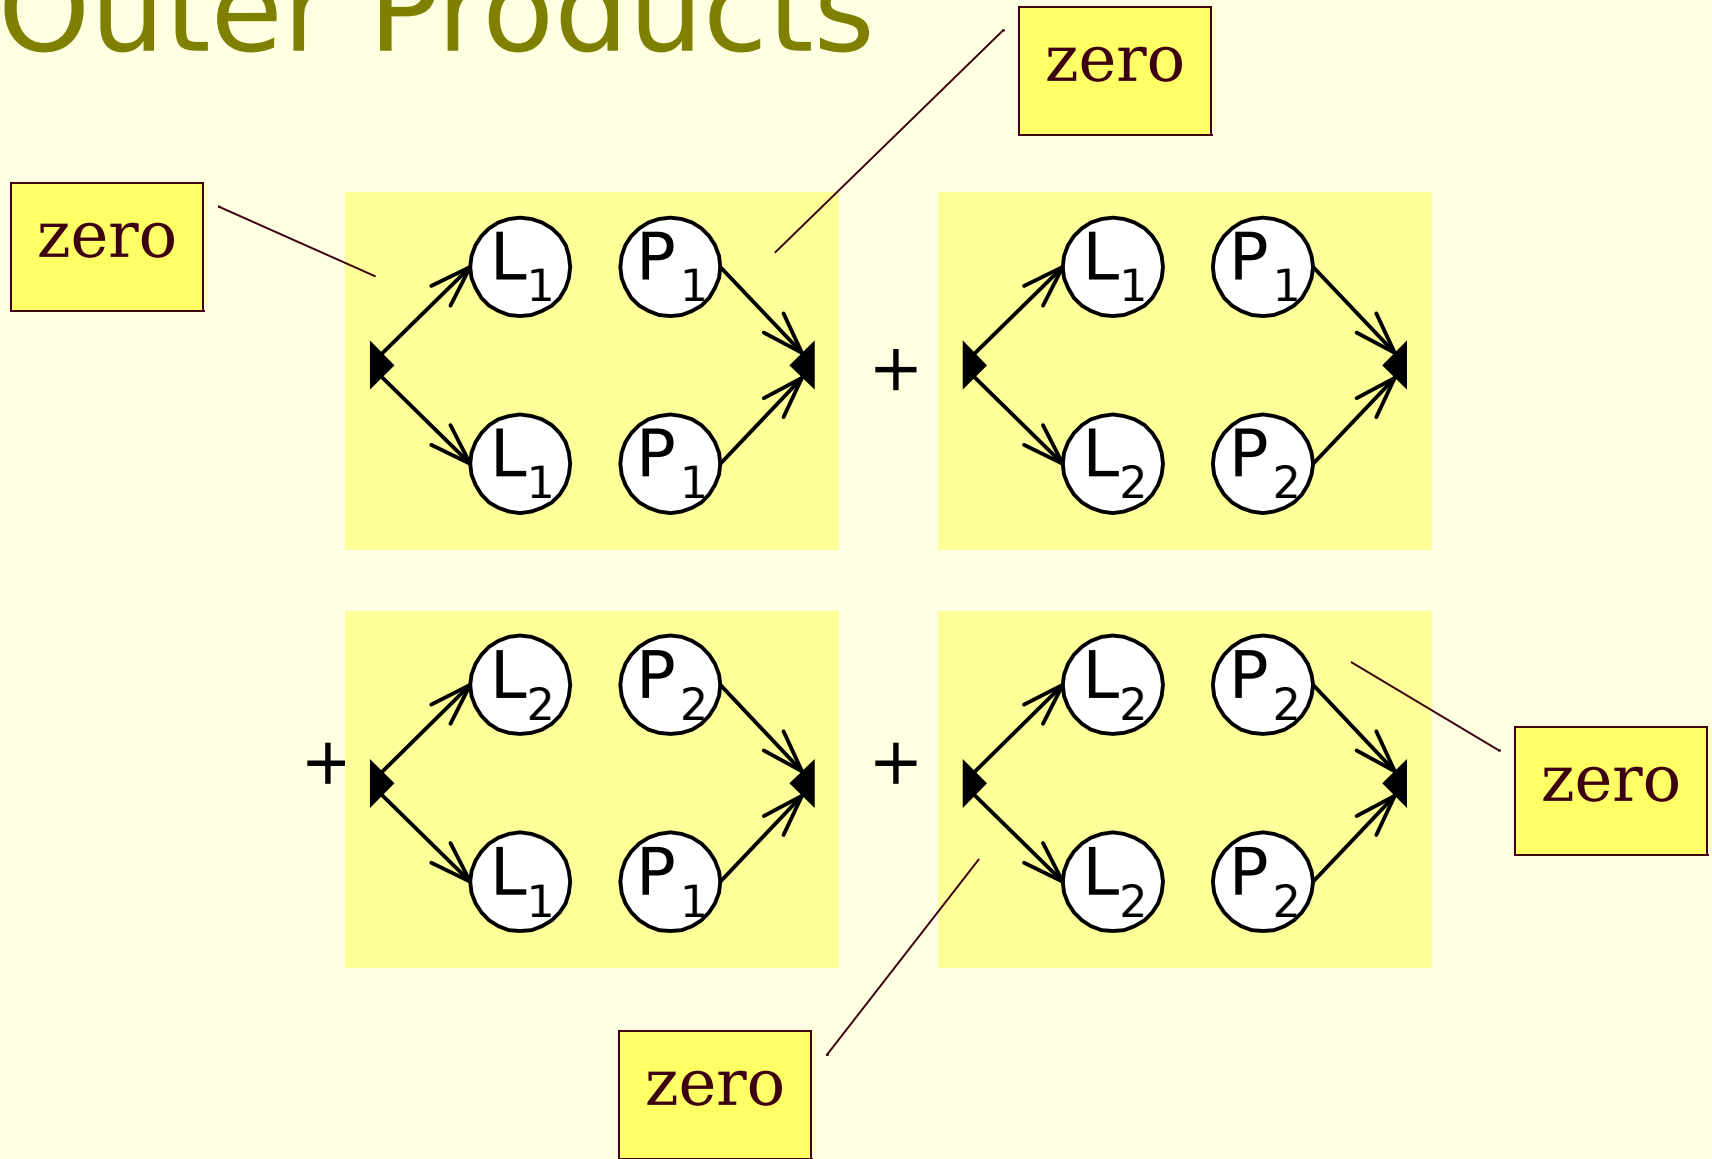 Outer Products
zero
zero
L1 P1 L1 P1
+
L1 P1 L2 P2
L2 P2 L2 P2
+ +
zero
L1 P1 L2 P2
zero